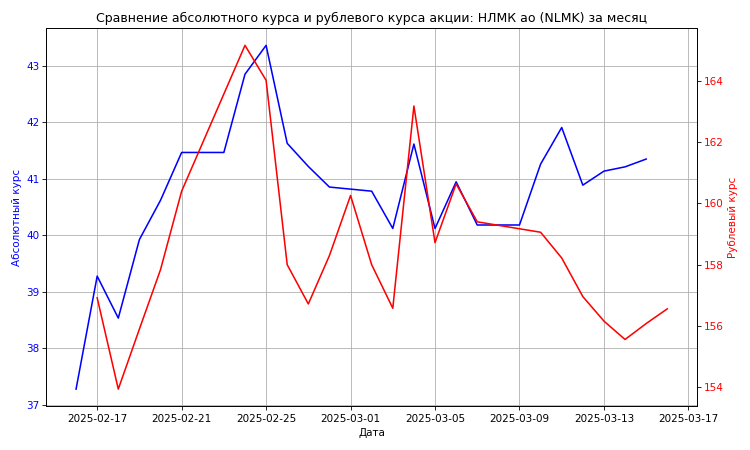 Сравнение абсолютного курса и рублевого курса акции: НЛМК ао (NLMK) за месяц
43
42
41
40
39
38
37
Абсолютный курс
164
162
160
158
156
154
Рублевый курс
2025-02-17 2025-02-21 2025-02-25 2025-03-01 2025-03-05 2025-03-09 2025-03-13 2025-03-17
Дата